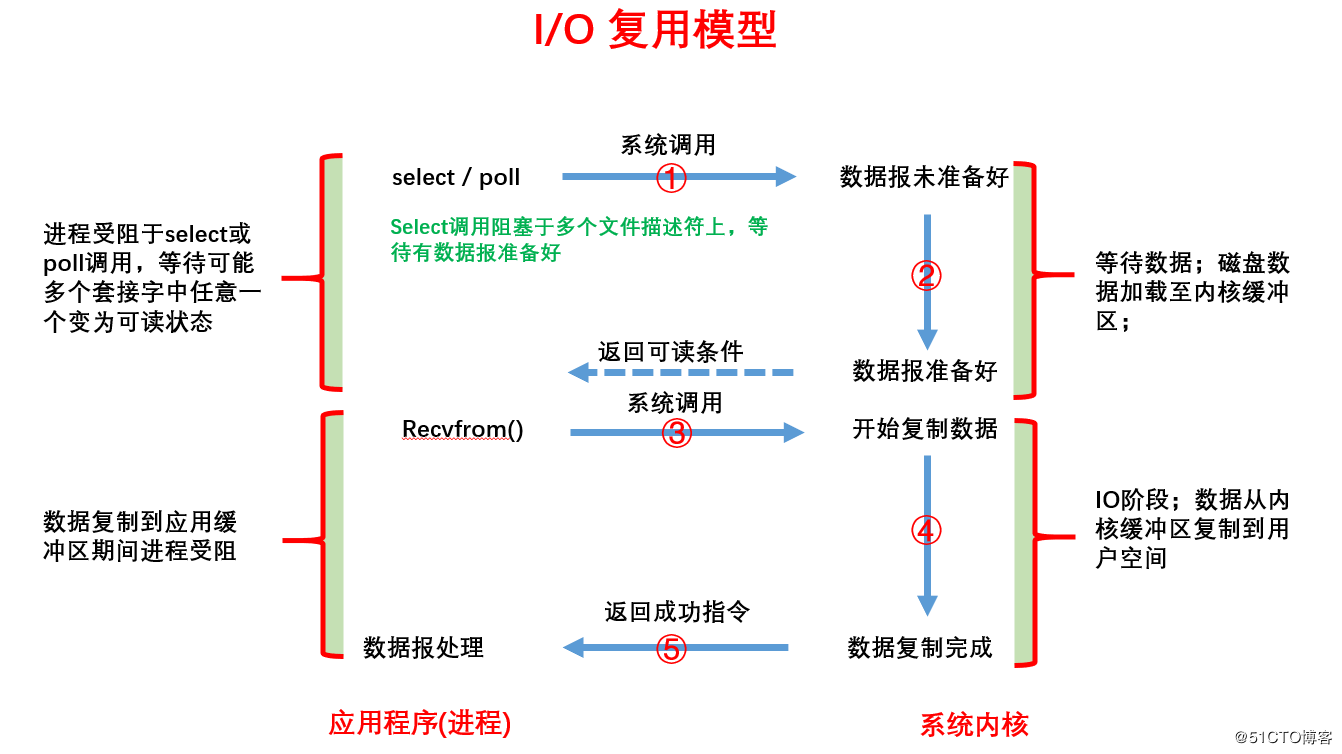 I/O 复用模型
系统调用
select / poll
①
数据报未准备好
Select调用阻塞于多个文件描述符上，等
待有数据报准备好
进程受阻于select或
poll调用，等待可能
多个套接字中任意一
个变为可读状态
②
等待数据；磁盘数
据加载至内核缓冲
区；
返回可读条件
数据报准备好
系统调用
Recvfrom()
③
开始复制数据
数据复制到应用缓
冲区期间进程受阻
④
IO阶段；数据从内
核缓冲区复制到用
户空间
返回成功指令
数据报处理
⑤
数据复制完成
应用程序(进程)
系统内核
@51CTO博客